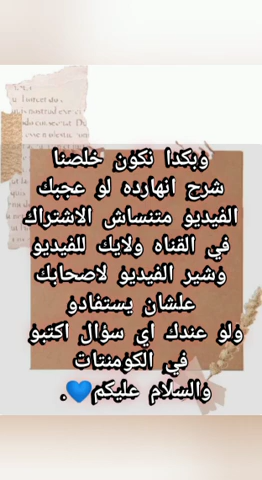 وبكدا نكون خلصنا
شرح انهارده لو عجبك
الفيديو متنساش الاشتراك
في القناه ولايك للفيديو
وشير الفيديو لاصحابك
علشان يستفادو
ولو عندك اي سؤال اكتبو
في الكومنتات
والسلام عليكم💙.